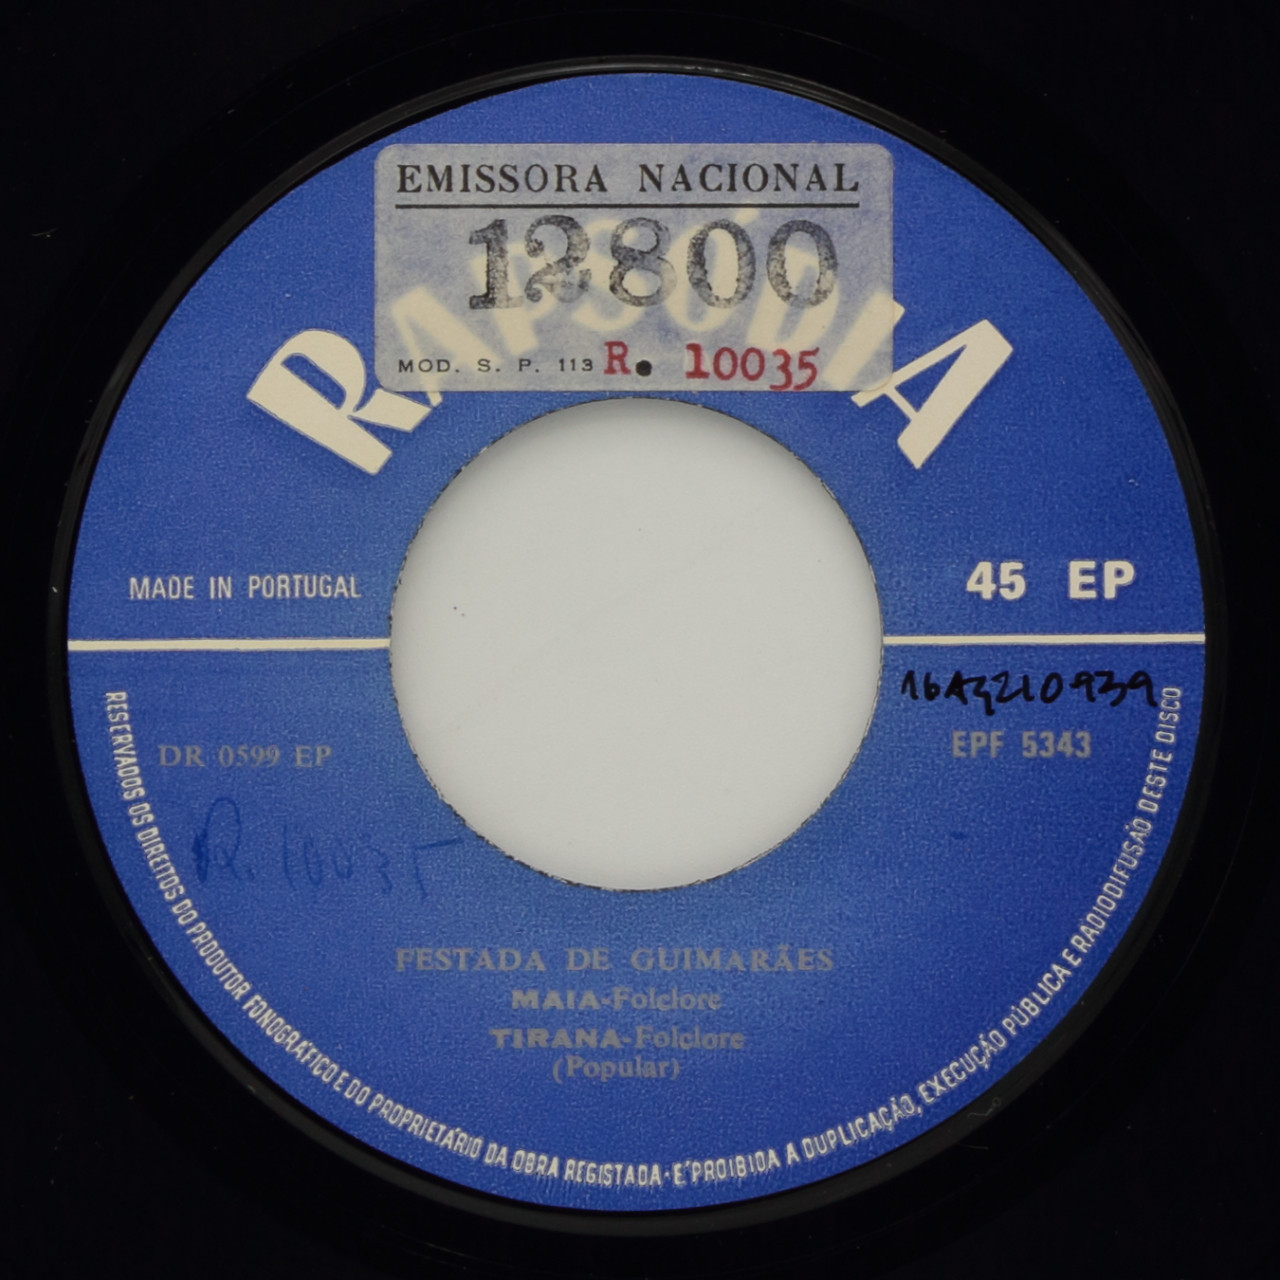 EMISSORA NACIONAL
12800
MOD. S. P. 113 R. 10035
RAPSÓDIA
MADE IN PORTUGAL
45 EP
DR 0599 EP
EPF 5343
R. 10035
FESTADA DE GUIMARÃES
MAIA-Folclore
TIRANA-Folclore
(Popular)
RESERVADOS OS DIREITOS DO PRODUTOR FONOGRÁFICO E DO PROPRIETÁRIO DA OBRA REGISTADA · É PROIBIDA A DUPLICAÇÃO, EXECUÇÃO PÚBLICA E RADIODIFUSÃO DESTE DISCO